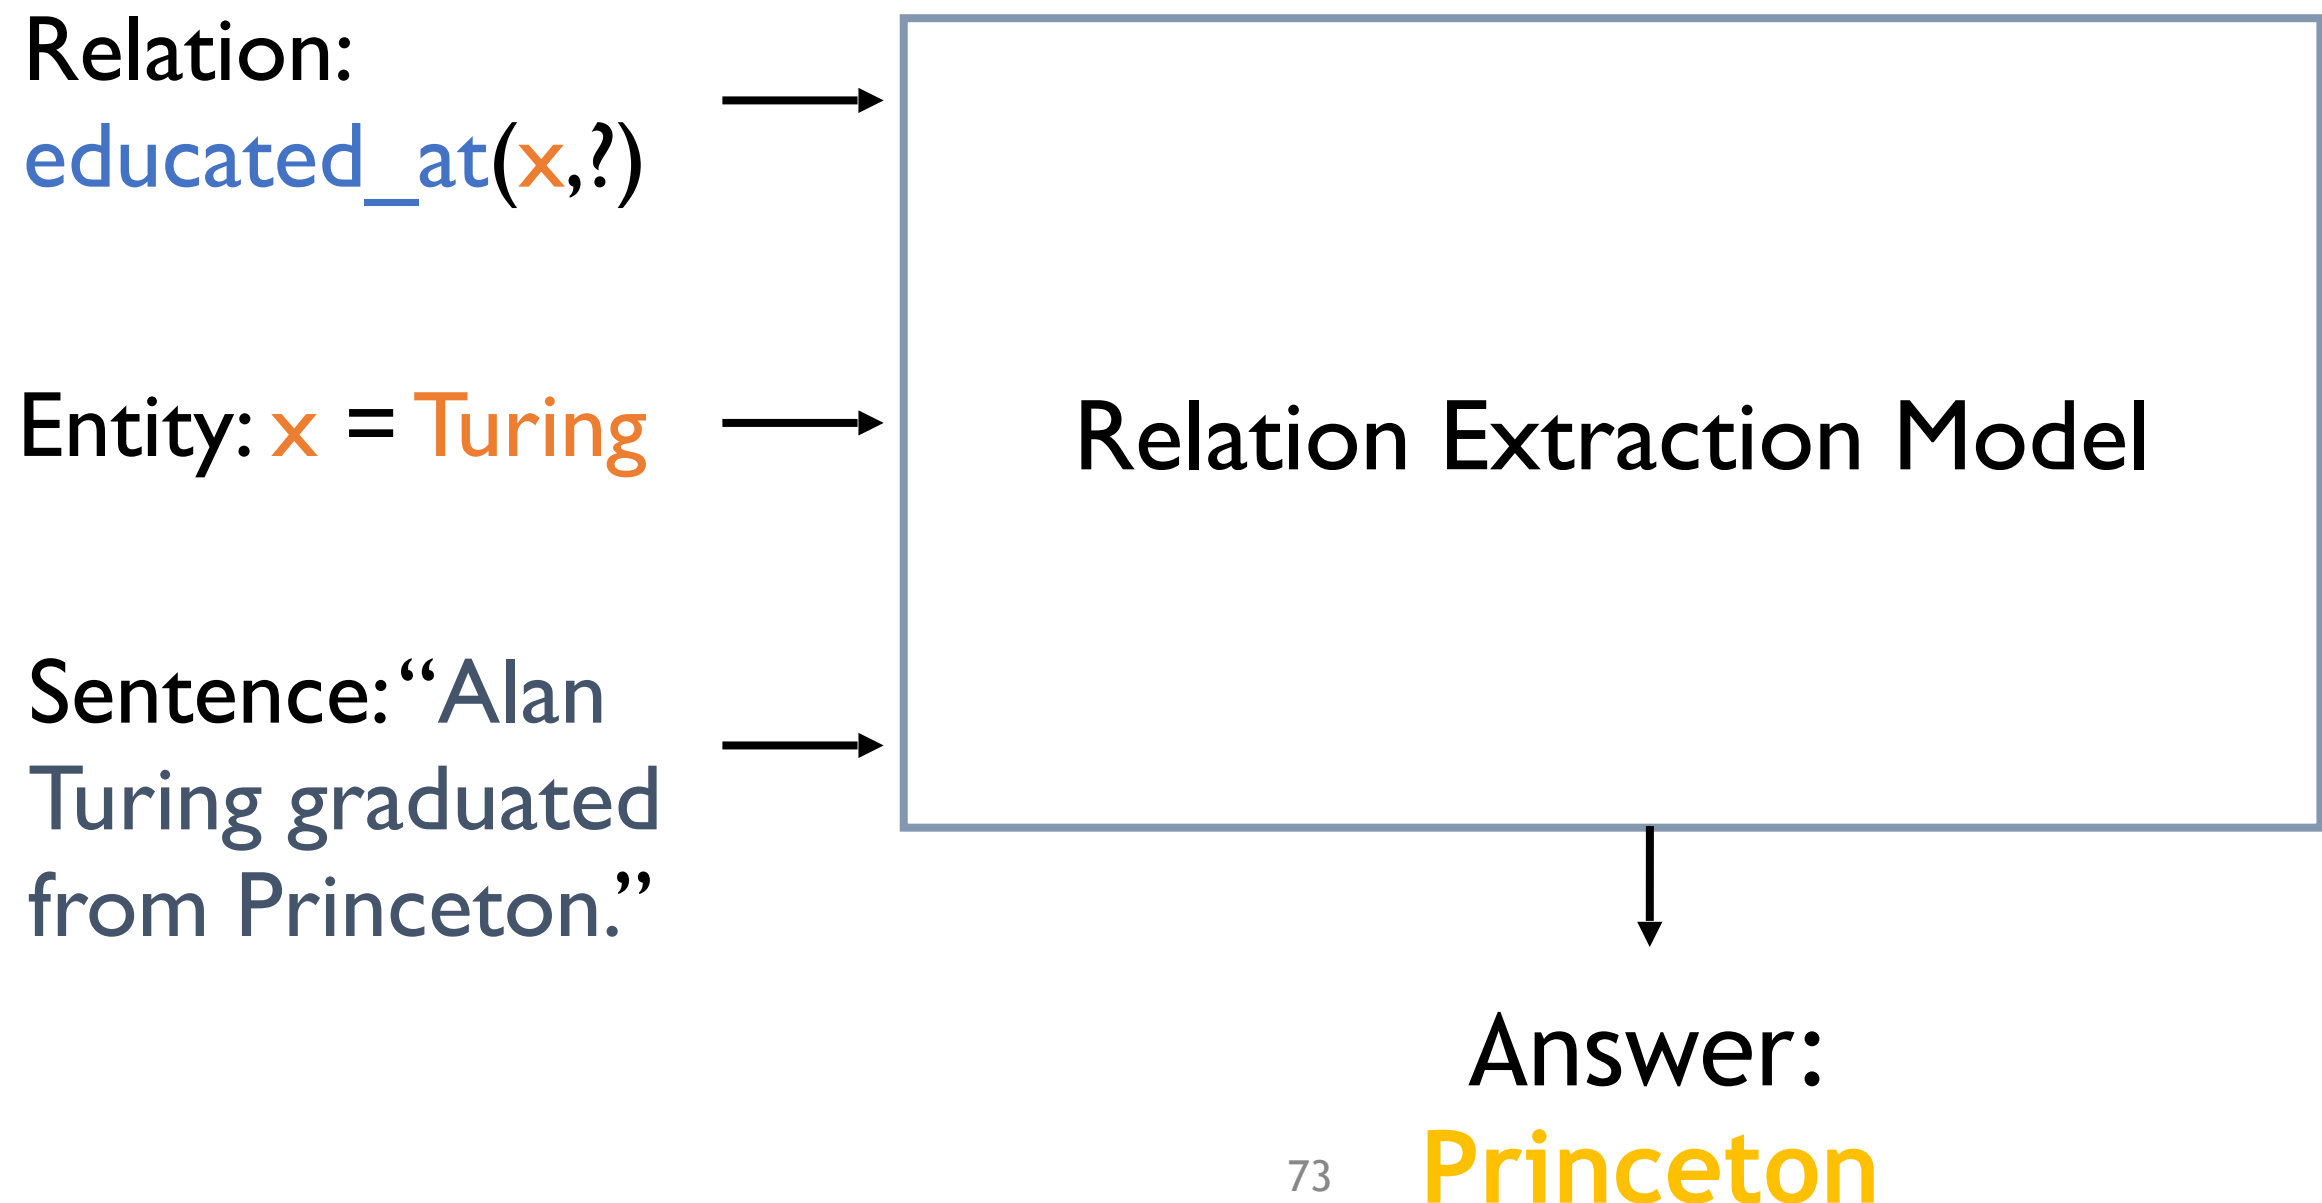 Relation:
educated_at(x,?)
Entity: x = Turing
Relation Extraction Model
Sentence: “Alan
Turing graduated
from Princeton.”
Answer:
Princeton
73